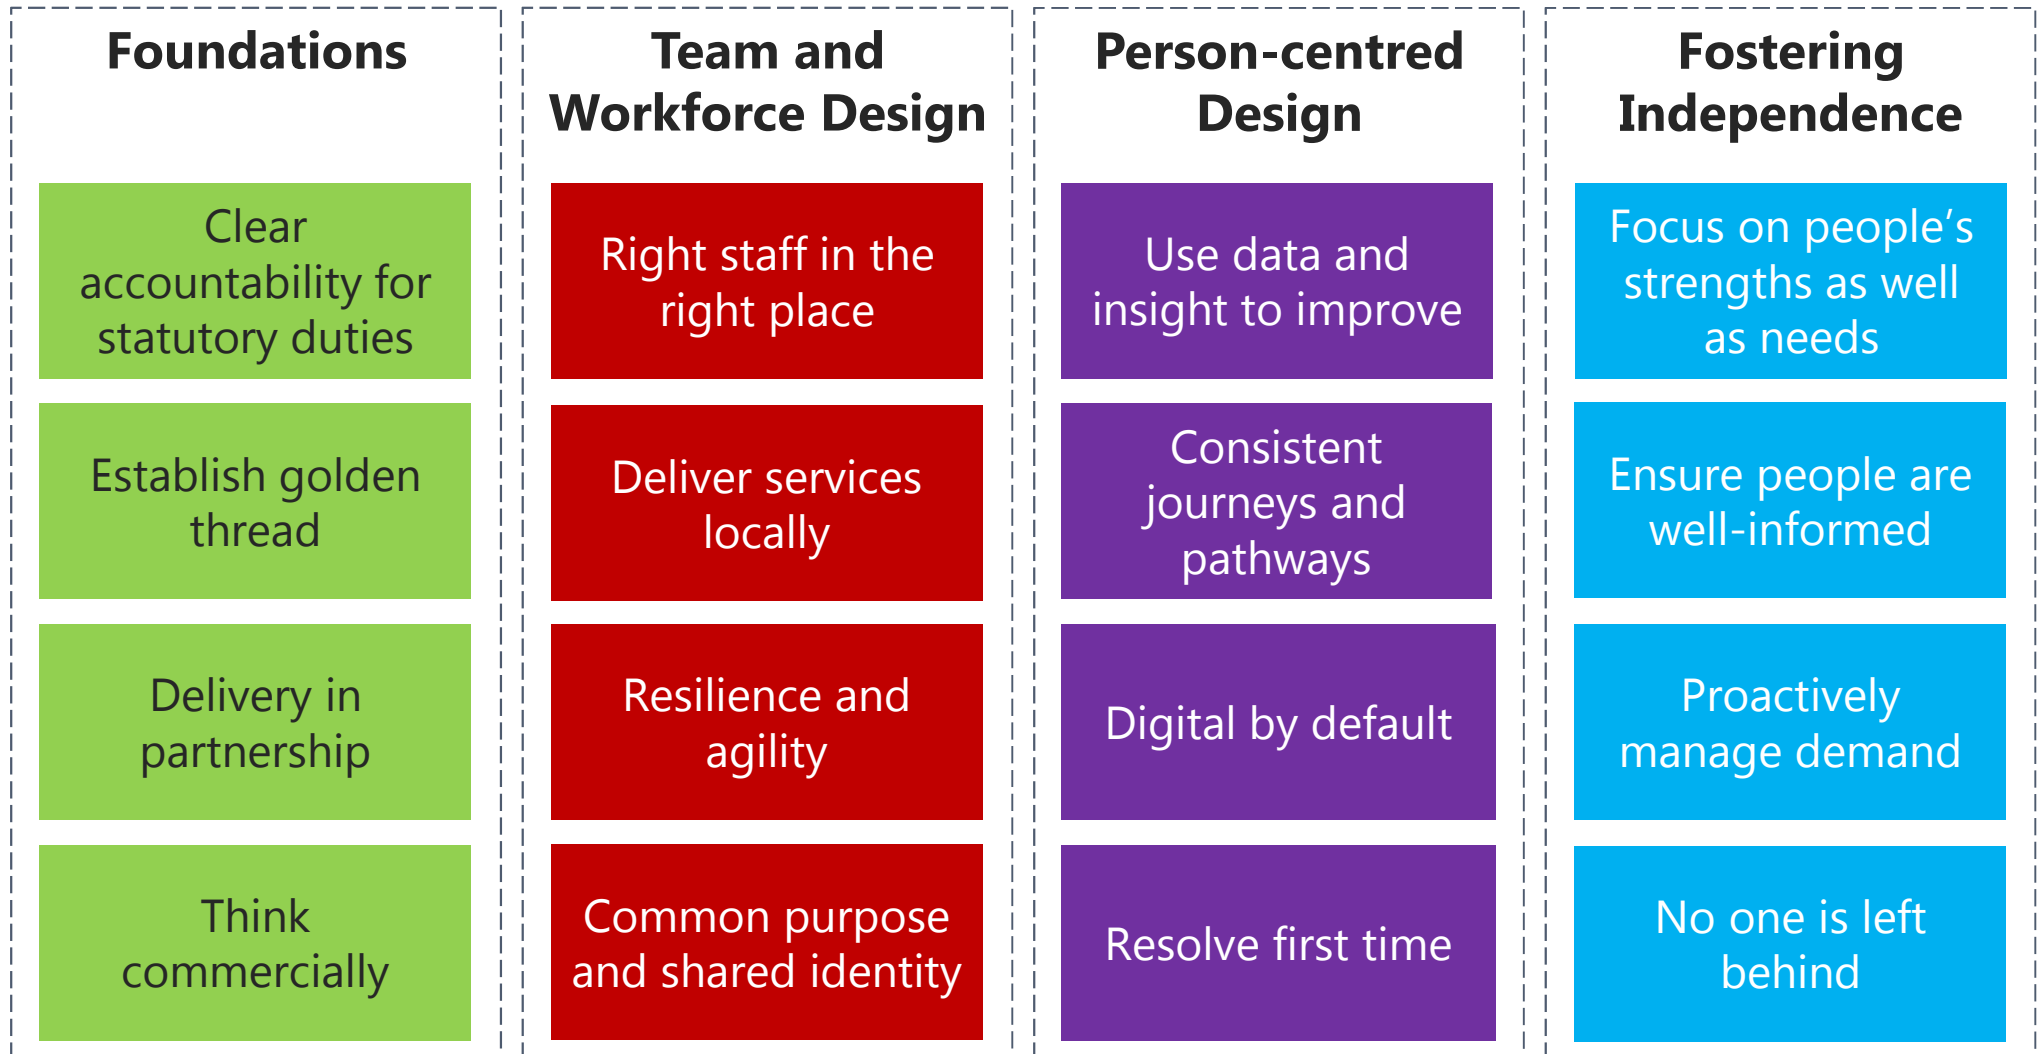 Foundations
Clear
accountability for
statutory duties
Establish golden
thread
Delivery in
partnership
Think
commercially
Team and
Workforce Design
Right staff in the
right place
Deliver services
locally
Resilience and
agility
Common purpose
and shared identity
Person-centred
Design
Use data and
insight to improve
Consistent
journeys and
pathways
Digital by default
Resolve first time
Fostering
Independence
Focus on people’s
strengths as well
as needs
Ensure people are
well-informed
Proactively
manage demand
No one is left
behind